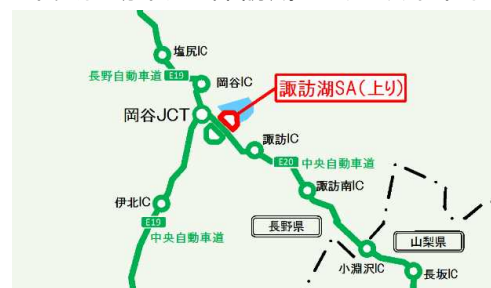 塩尻IC
長野自動車道 E19
岡谷IC
諏訪湖SA(上り)
岡谷JCT
諏訪IC
E20 中央自動車道
諏訪南IC
伊北IC
E19
中央自動車道
長野県
山梨県
小淵沢IC
長坂IC